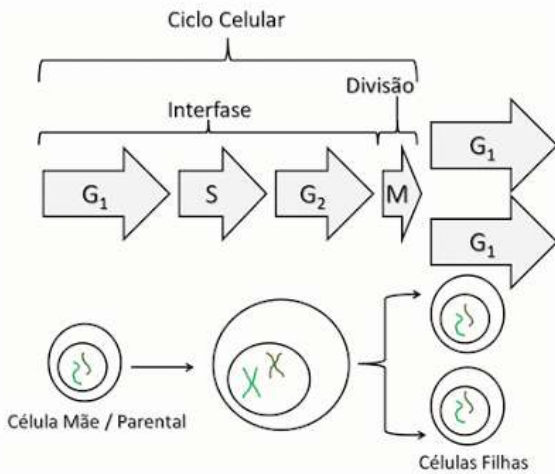 Ciclo Celular
Divisão
Interfase
G₁
S
G₂
M
G₁
G₁
Célula Mãe / Parental
Células Filhas